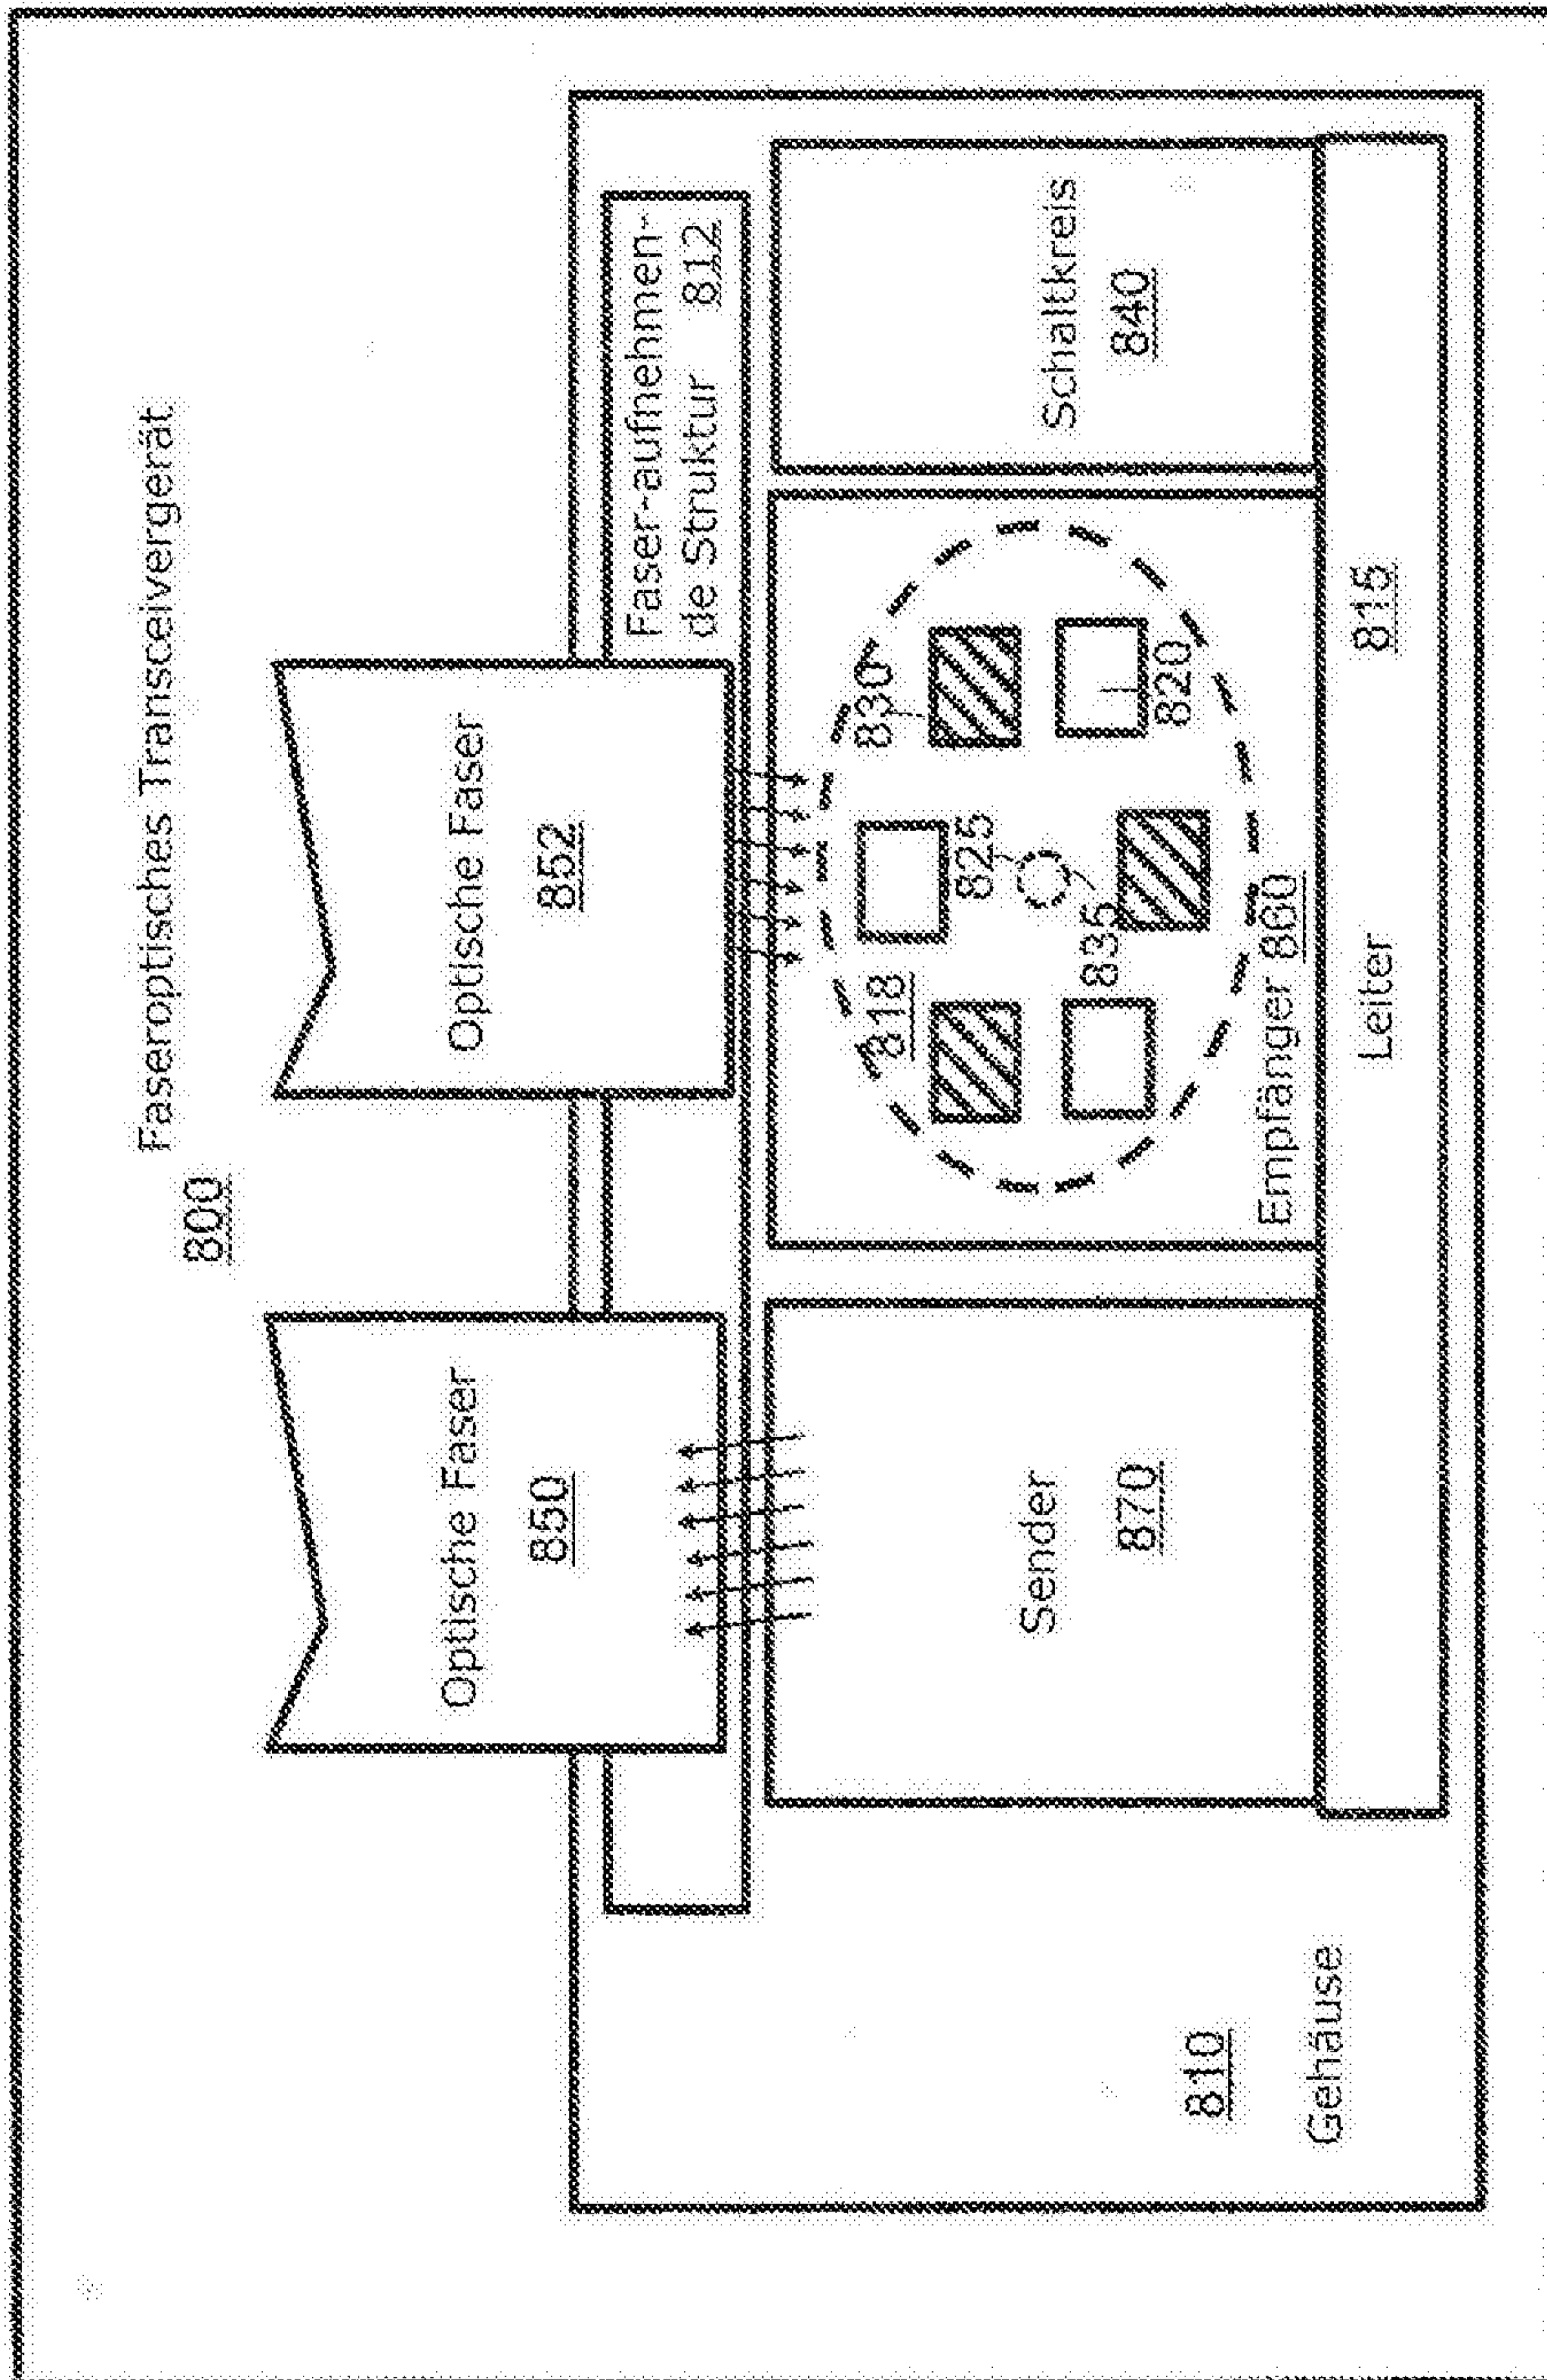 Faseroptisches Transceivergerät
800
Optische Faser
850
Optische Faser
852
Faser-aufnehmen-
de Struktur 812
830
818
825
835
820
Empfänger 860
Sender
870
Schaltkreis
840
Leiter
815
810
Gehäuse